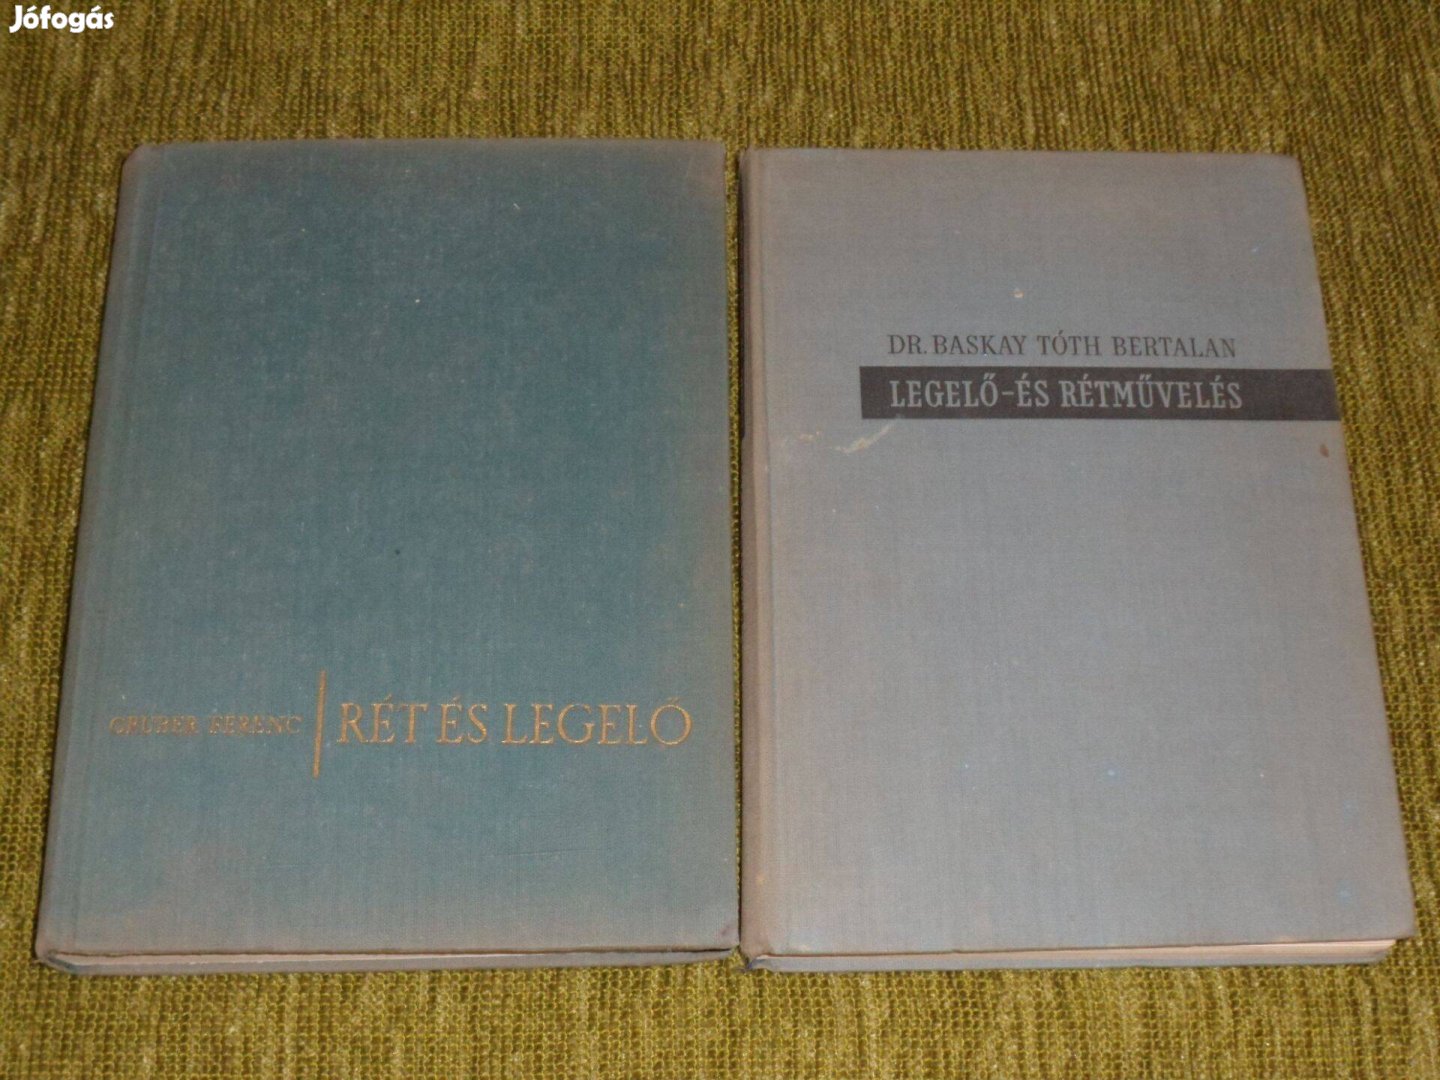 Jófogás
GRUBER FERENC | RÉT ÉS LEGELŐ
DR. BASKAY TÓTH BERTALAN
LEGELŐ-ÉS RÉTMŰVELÉS